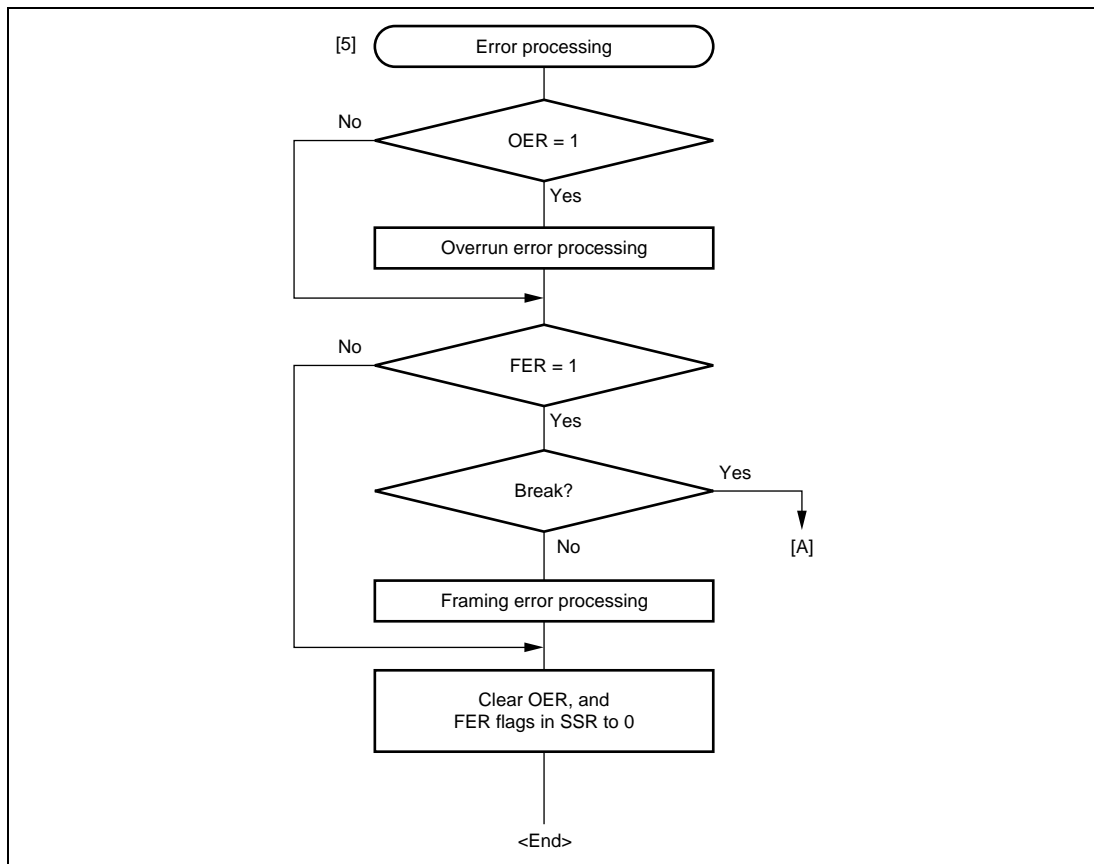 [5]
Error processing
No
OER = 1
Yes
Overrun error processing
No
FER = 1
Yes
Break?
Yes
No
[A]
Framing error processing
Clear OER, and
FER flags in SSR to 0
<End>